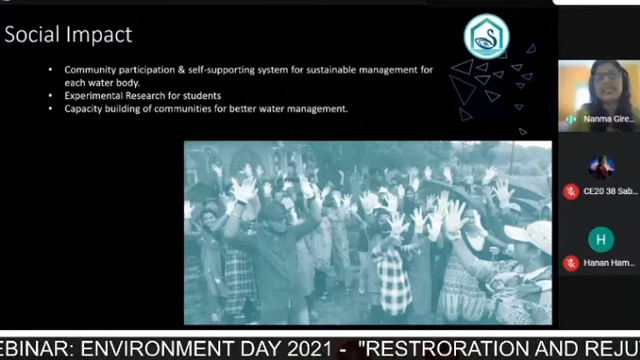 Social Impact
• Community participation & self-supporting system for sustainable management for
each water body.
• Experimental Research for students
• Capacity building of communities for better water management.
Nanma Gire...
CE20 38 Sab...
H
Hanan Ham...
EBINAR: ENVIRONMENT DAY 2021 - "RESTRORATION AND REJU